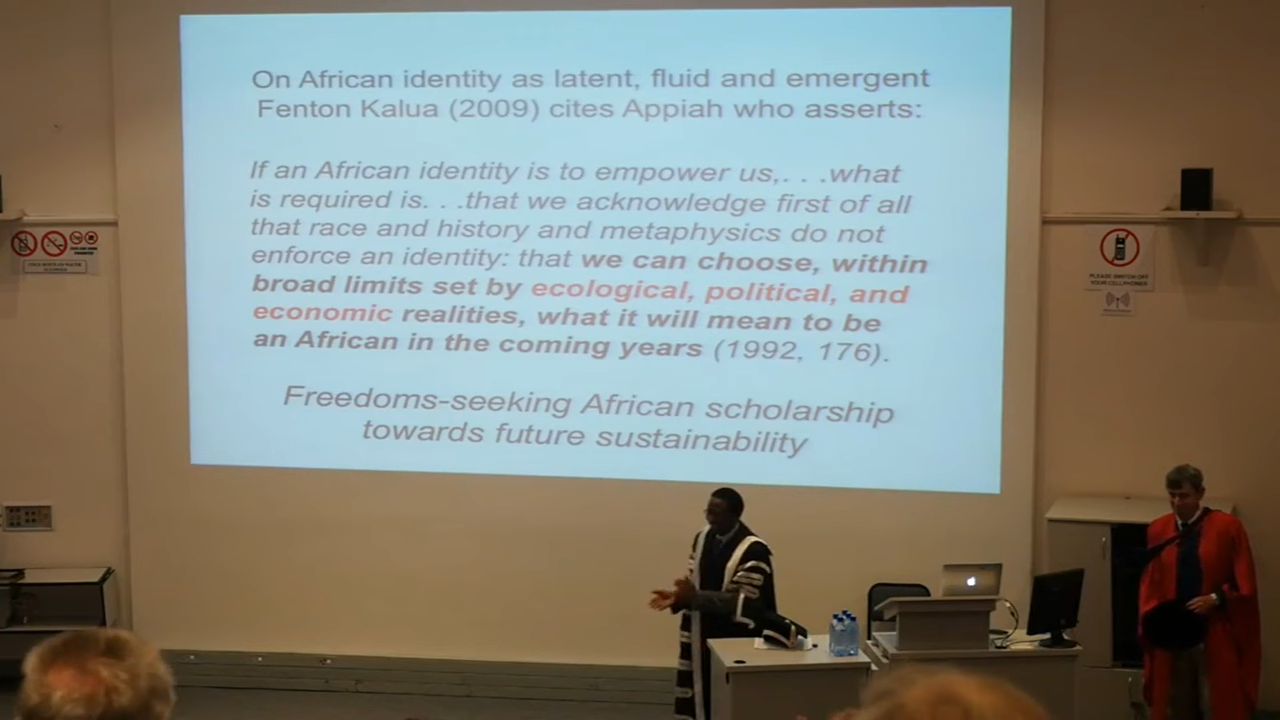 On African identity as latent, fluid and emergent
Fenton Kalua (2009) cites Appiah who asserts:
If an African identity is to empower us,. . .what
is required is. . .that we acknowledge first of all
that race and history and metaphysics do not
enforce an identity: that we can choose, within
broad limits set by ecological, political, and
economic realities, what it will mean to be
an African in the coming years (1992, 176).
Freedoms-seeking African scholarship
towards future sustainability
PLEASE SWITCH OFF
YOUR CELLPHONES